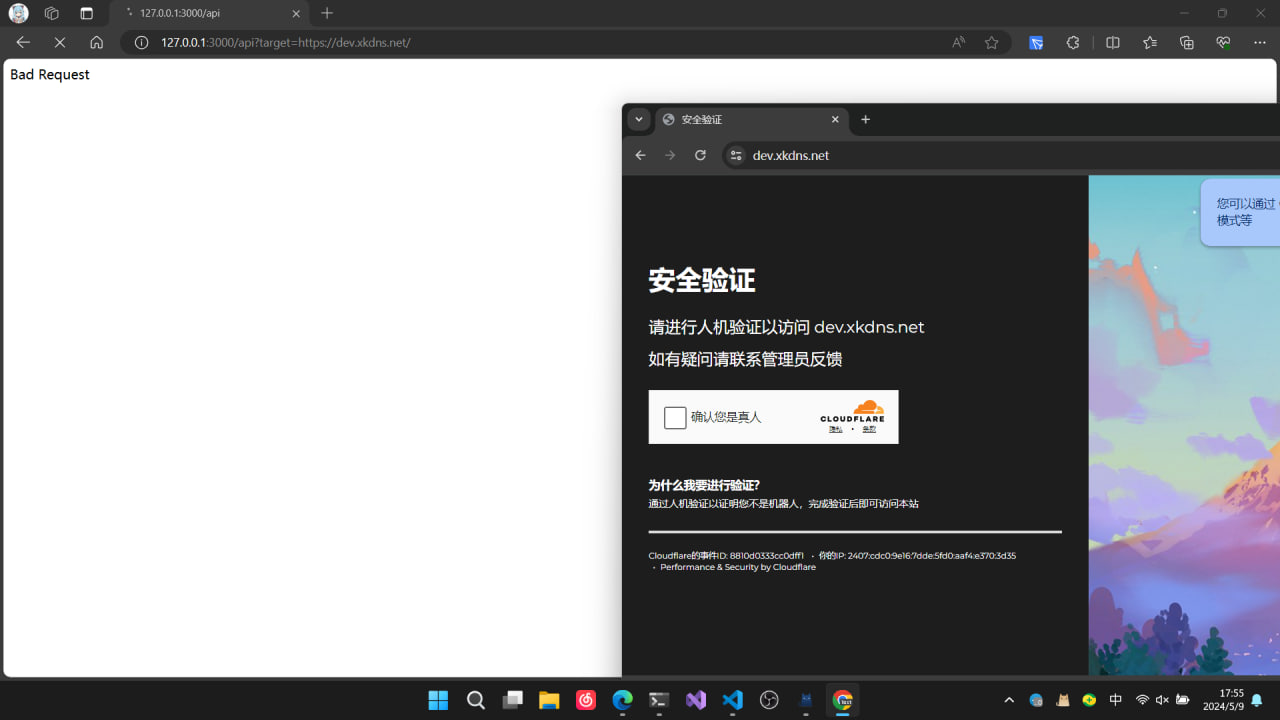 127.0.0.1:3000/api
127.0.0.1:3000/api?target=https://dev.xkdns.net/
Bad Request
安全验证
dev.xkdns.net
您可以通过
模式等
安全验证
请进行人机验证以访问 dev.xkdns.net
如有疑问请联系管理员反馈
确认您是真人
CLOUDFLARE
隐私 • 条款
为什么我要进行验证?
通过人机验证以证明您不是机器人，完成验证后即可访问本站
Cloudflare的事件ID: 8810d0333cc0dff1 • 你的IP: 2407:cdc0:9e16:7dde:5fd0:aaf4:e370:3d35
• Performance & Security by Cloudflare
中
17:55
2024/5/9